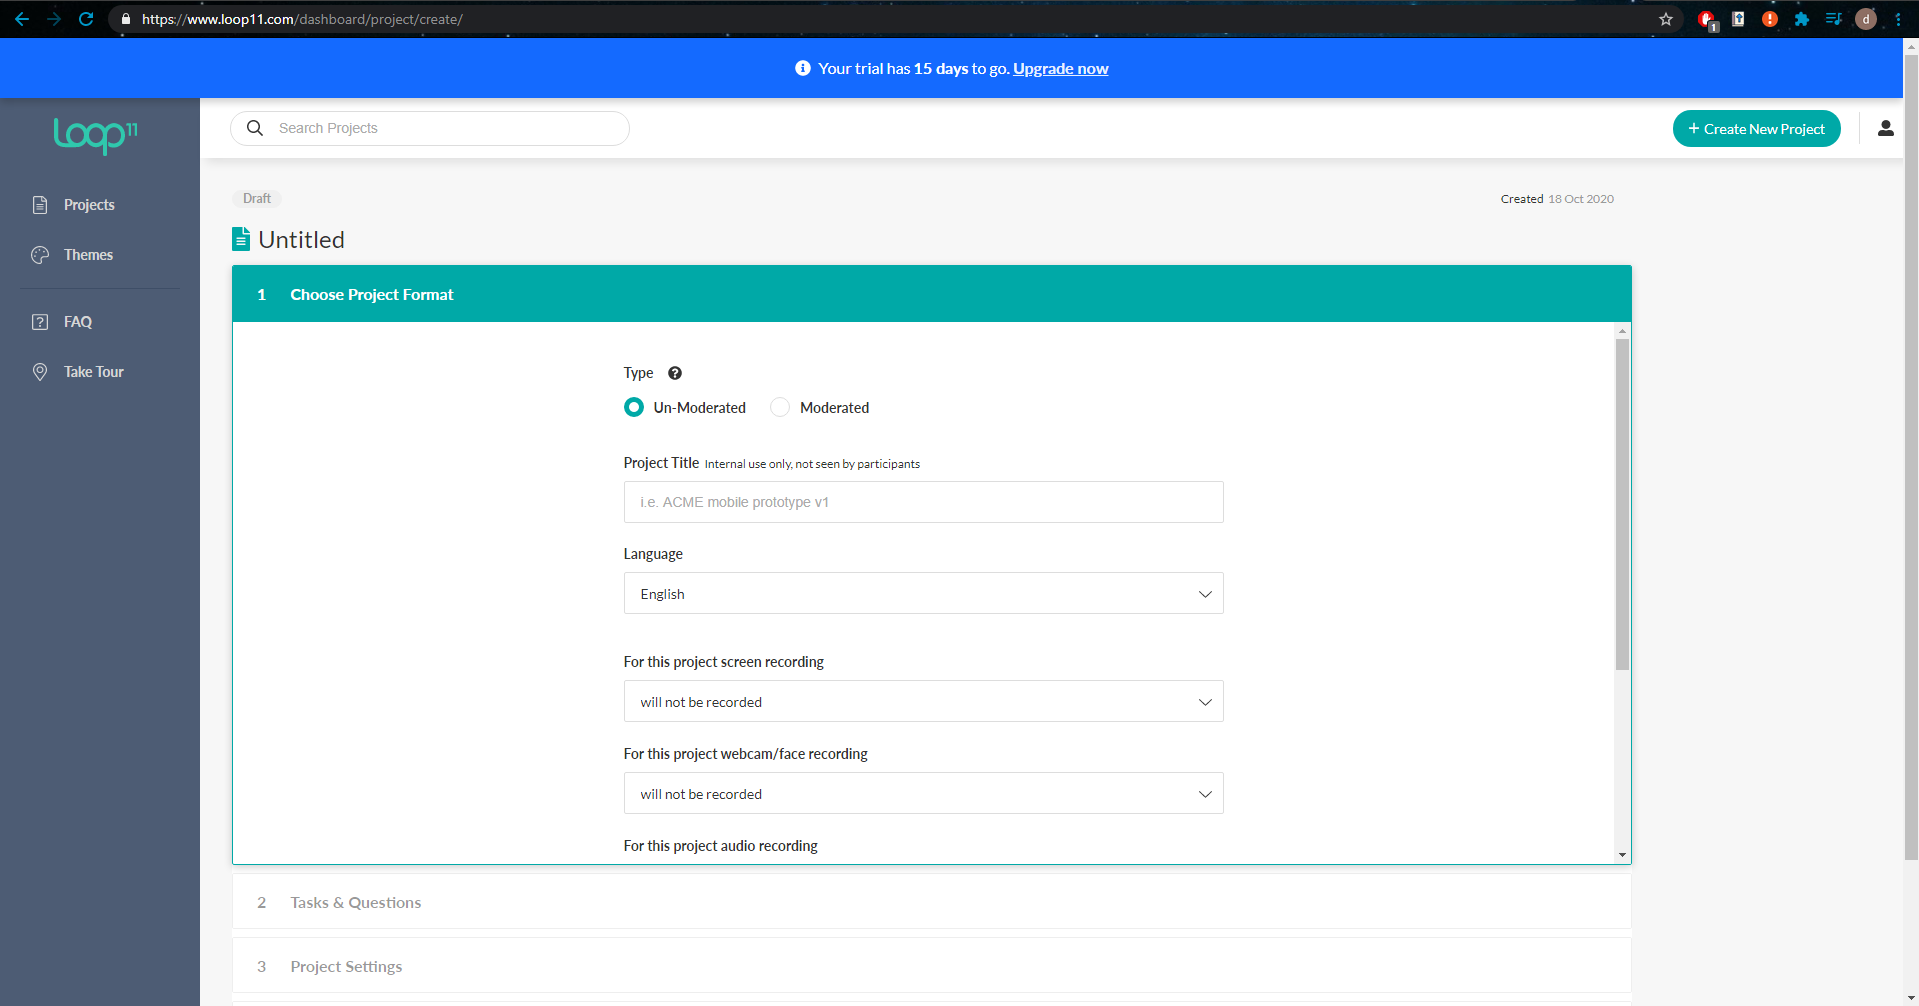 https://www.loop11.com/dashboard/project/create/
1
d
Your trial has 15 days to go. Upgrade now
Loop11
Search Projects
+ Create New Project
Projects
Themes
FAQ
Take Tour
Draft
Created 18 Oct 2020
Untitled
1 Choose Project Format
Type
Un-Moderated Moderated
Project Title Internal use only, not seen by participants
i.e. ACME mobile prototype v1
Language
English
For this project screen recording
will not be recorded
For this project webcam/face recording
will not be recorded
For this project audio recording
2 Tasks & Questions
3 Project Settings